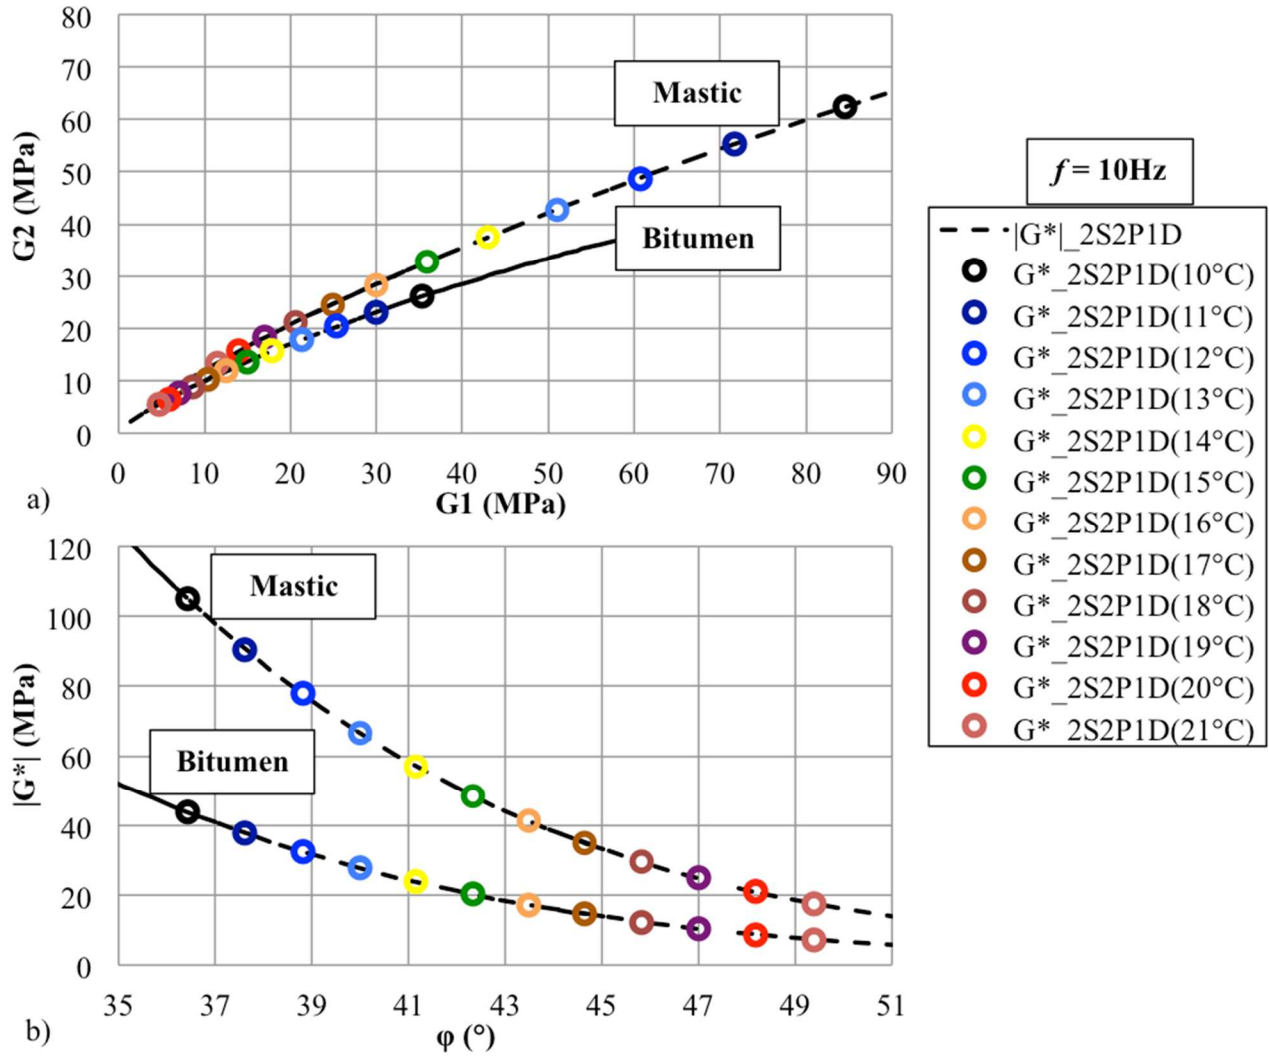 80
70
60
50
40
30
20
10
0
G2 (MPa)
Mastic
Bitumen
0 10 20 30 40 50 60 70 80 90
G1 (MPa)
a)
f = 10Hz
|G*|_2S2P1D
G*_2S2P1D(10°C)
G*_2S2P1D(11°C)
G*_2S2P1D(12°C)
G*_2S2P1D(13°C)
G*_2S2P1D(14°C)
G*_2S2P1D(15°C)
G*_2S2P1D(16°C)
G*_2S2P1D(17°C)
G*_2S2P1D(18°C)
G*_2S2P1D(19°C)
G*_2S2P1D(20°C)
G*_2S2P1D(21°C)
120
100
80
60
40
20
0
|G*| (MPa)
Mastic
Bitumen
35 37 39 41 43 45 47 49 51
φ (°)
b)